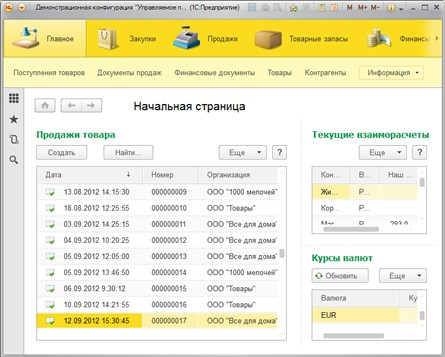 Демонстрационная конфигурация "Управляемое п... (1С:Предприятие)
M M+ M-
Главное
Закупки
Продажи
Товарные запасы
Финансы
Поступления товаров Документы продаж Финансовые документы Товары Контрагенты Информация
Начальная страница
Продажи товара
Создать Найти... Еще ?
Дата ↓ Номер Организация
13.08.2012 14:15:30 000000009 ООО "1000 мелочей"
18.08.2012 12:20:55 000000010 ООО "Товары"
03.09.2012 14:25:15 000000011 ООО "Все для дома"
04.09.2012 10:20:25 000000012 ООО "Все для дома"
05.09.2012 12:15:05 000000013 ООО "Все для дома"
05.09.2012 13:46:50 000000014 ООО "1000 мелочей"
06.09.2012 9:30:12 000000015 ООО "Товары"
10.09.2012 14:21:55 000000016 ООО "Товары"
12.09.2012 15:30:45 000000017 ООО "Все для дома"
Текущие взаиморасчеты
Еще ?
Кон... В... Наш ...
Жи... Р...
Кор... Р...
Курсы валют
Обновить Еще
Валюта Ку
EUR